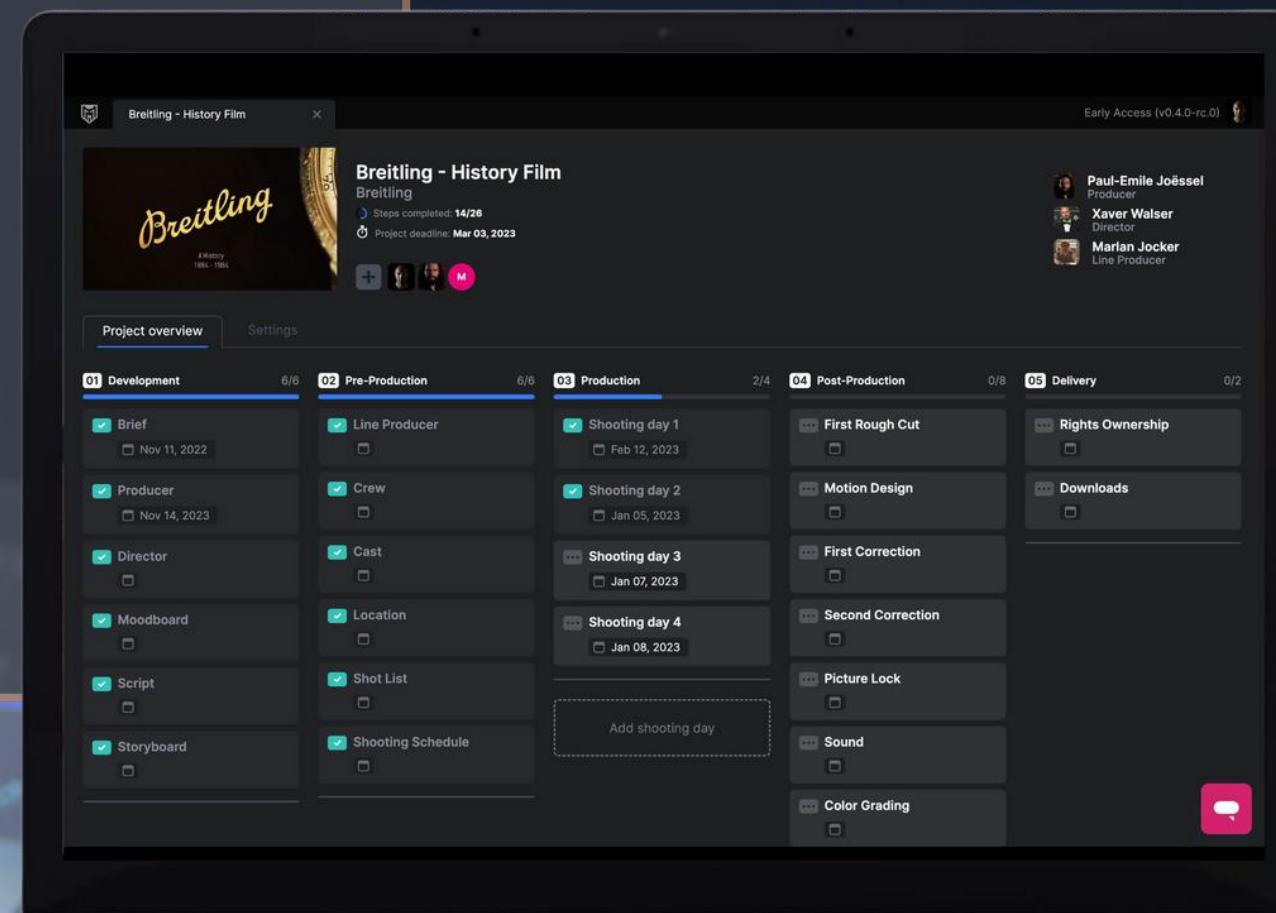 Breitling - History Film
Early Access (v0.4.0-rc.0)
Breitling
A History
1884 - 1984
Breitling - History Film
Breitling
Steps completed: 14/26
Project deadline: Mar 03, 2023
M
Paul-Emile Joëssel
Producer
Xaver Walser
Director
Marlan Jocker
Line Producer
Project overview
Settings
01 Development 6/6
Brief
Nov 11, 2022
Producer
Nov 14, 2023
Director
Moodboard
Script
Storyboard
02 Pre-Production 6/6
Line Producer
Crew
Cast
Location
Shot List
Shooting Schedule
03 Production 2/4
Shooting day 1
Feb 12, 2023
Shooting day 2
Jan 05, 2023
Shooting day 3
Jan 07, 2023
Shooting day 4
Jan 08, 2023
Add shooting day
04 Post-Production 0/8
First Rough Cut
Motion Design
First Correction
Second Correction
Picture Lock
Sound
Color Grading
05 Delivery 0/2
Rights Ownership
Downloads